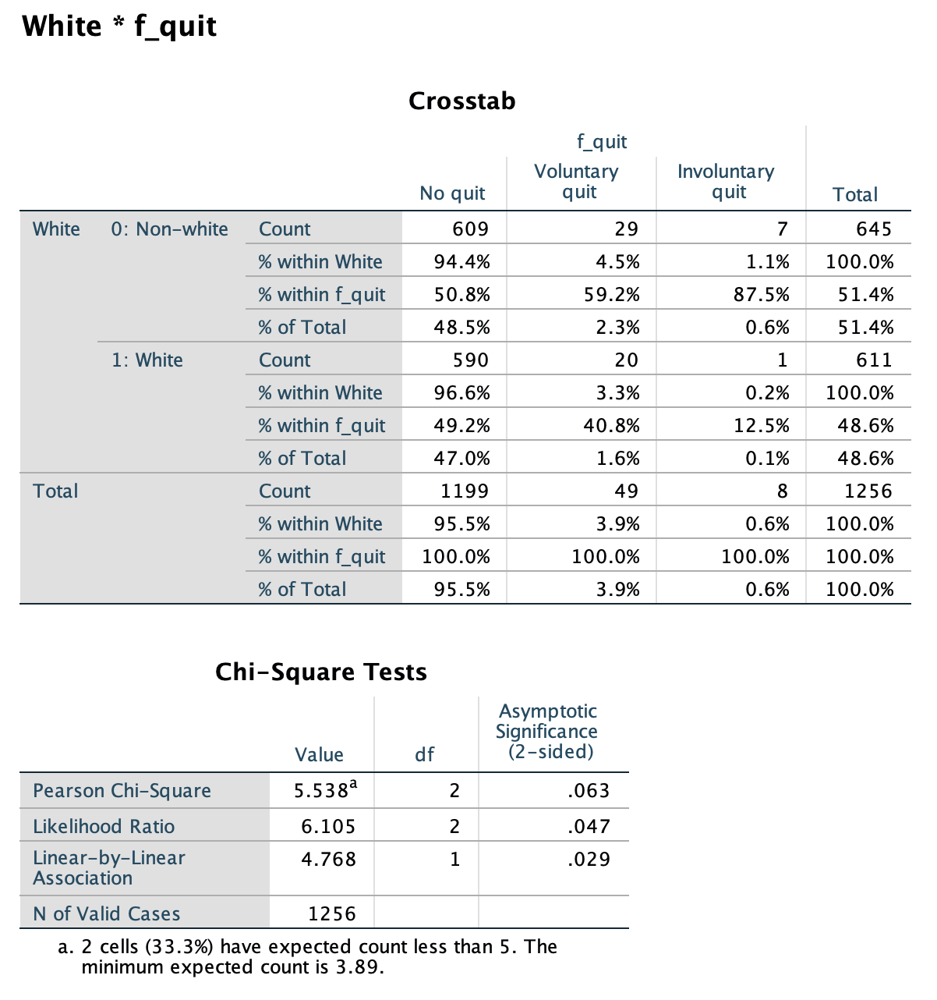 White * f_quit
Crosstab
f_quit
No quit Voluntary quit Involuntary quit Total
White 0: Non-white Count 609 29 7 645
% within White 94.4% 4.5% 1.1% 100.0%
% within f_quit 50.8% 59.2% 87.5% 51.4%
% of Total 48.5% 2.3% 0.6% 51.4%
1: White Count 590 20 1 611
% within White 96.6% 3.3% 0.2% 100.0%
% within f_quit 49.2% 40.8% 12.5% 48.6%
% of Total 47.0% 1.6% 0.1% 48.6%
Total Count 1199 49 8 1256
% within White 95.5% 3.9% 0.6% 100.0%
% within f_quit 100.0% 100.0% 100.0% 100.0%
% of Total 95.5% 3.9% 0.6% 100.0%
Chi-Square Tests
Value df Asymptotic Significance (2-sided)
Pearson Chi-Square 5.538a 2 .063
Likelihood Ratio 6.105 2 .047
Linear-by-Linear Association 4.768 1 .029
N of Valid Cases 1256
a. 2 cells (33.3%) have expected count less than 5. The
minimum expected count is 3.89.